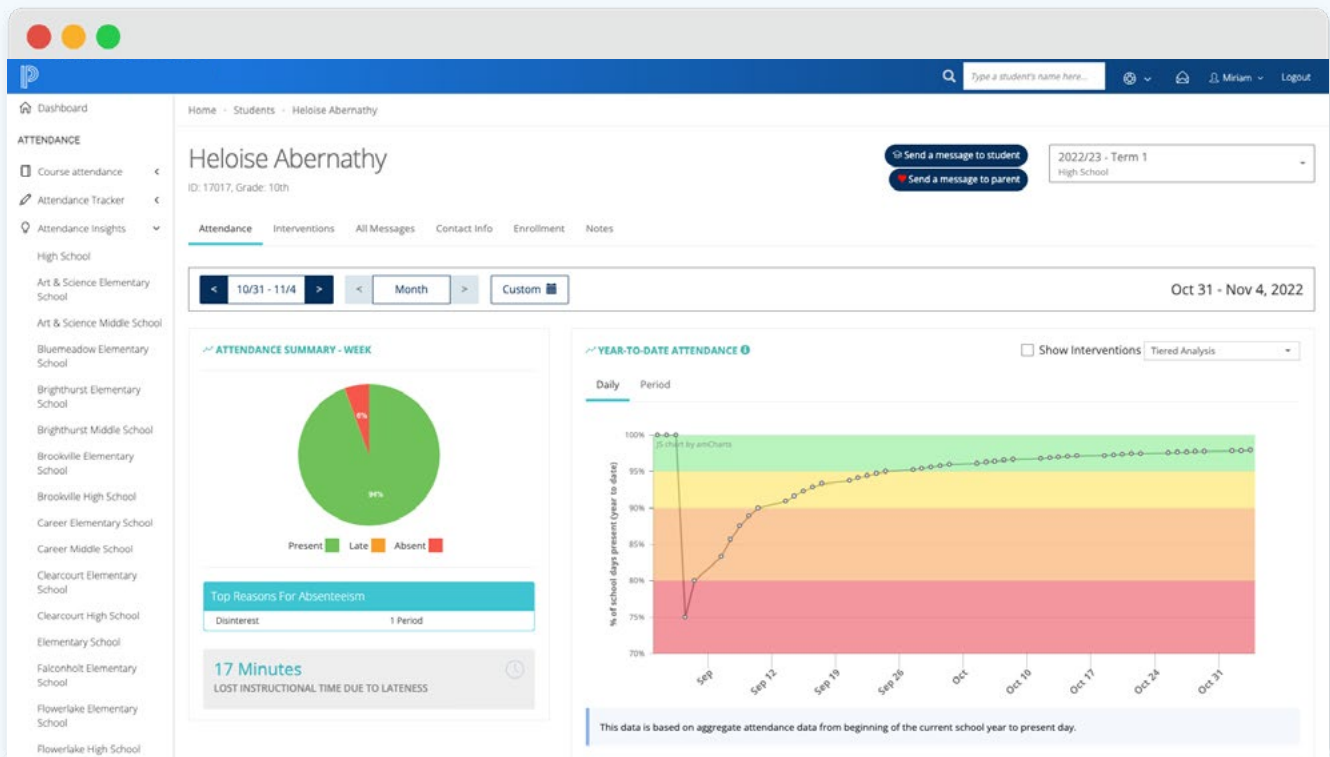 Type a student's name here...
Miriam
Logout
Dashboard
Home - Students - Heloise Abernathy
ATTENDANCE
Course attendance
Attendance Tracker
Attendance Insights
High School
Art & Science Elementary
School
Art & Science Middle School
Bluemeadow Elementary
School
Brighthurst Elementary
School
Brighthurst Middle School
Brookville Elementary
School
Brookville High School
Career Elementary School
Career Middle School
Clearcourt Elementary
School
Clearcourt High School
Elementary School
Falconholt Elementary
School
Flowerlake Elementary
School
Flowerlake High School
Heloise Abernathy
ID: 17017, Grade: 10th
Send a message to student
Send a message to parent
2022/23 - Term 1
High School
Attendance Interventions All Messages Contact Info Enrollment Notes
< 10/31 - 11/4 > < Month > Custom
Oct 31 - Nov 4, 2022
ATTENDANCE SUMMARY - WEEK
6%
94%
Present Late Absent
Top Reasons For Absenteeism
Disinterest 1 Period
17 Minutes
LOST INSTRUCTIONAL TIME DUE TO LATENESS
YEAR-TO-DATE ATTENDANCE
Show Interventions Tiered Analysis
Daily Period
JS chart by amCharts
% of school days present (year to date)
100%
95%
90%
85%
80%
75%
70%
Sep Sep 12 Sep 19 Sep 26 Oct Oct 10 Oct 17 Oct 24 Oct 31
This data is based on aggregate attendance data from beginning of the current school year to present day.